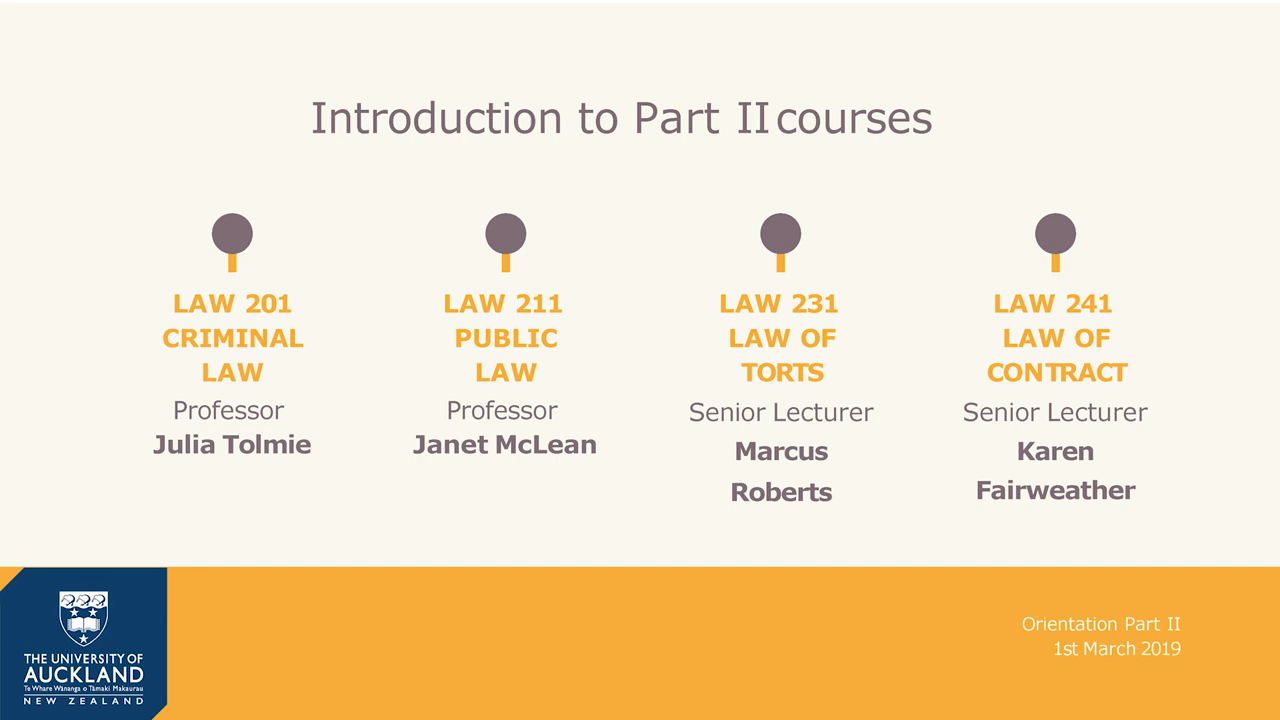 Introduction to Part II courses
LAW 201
CRIMINAL
LAW
Professor
Julia Tolmie
LAW 211
PUBLIC
LAW
Professor
Janet McLean
LAW 231
LAW OF
TORTS
Senior Lecturer
Marcus
Roberts
LAW 241
LAW OF
CONTRACT
Senior Lecturer
Karen
Fairweather
THE UNIVERSITY OF
AUCKLAND
Te Whare Wānanga o Tāmaki Makaurau
NEW ZEALAND
Orientation Part II
1st March 2019